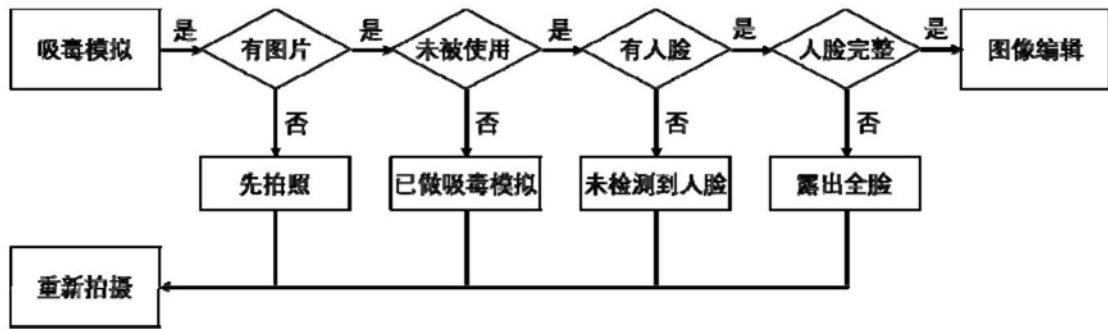 吸毒模拟
是
有图片
是
未被使用
是
有人脸
是
人脸完整
是
图像编辑
否
否
否
否
先拍照
已做吸毒模拟
未检测到人脸
露出全脸
重新拍摄